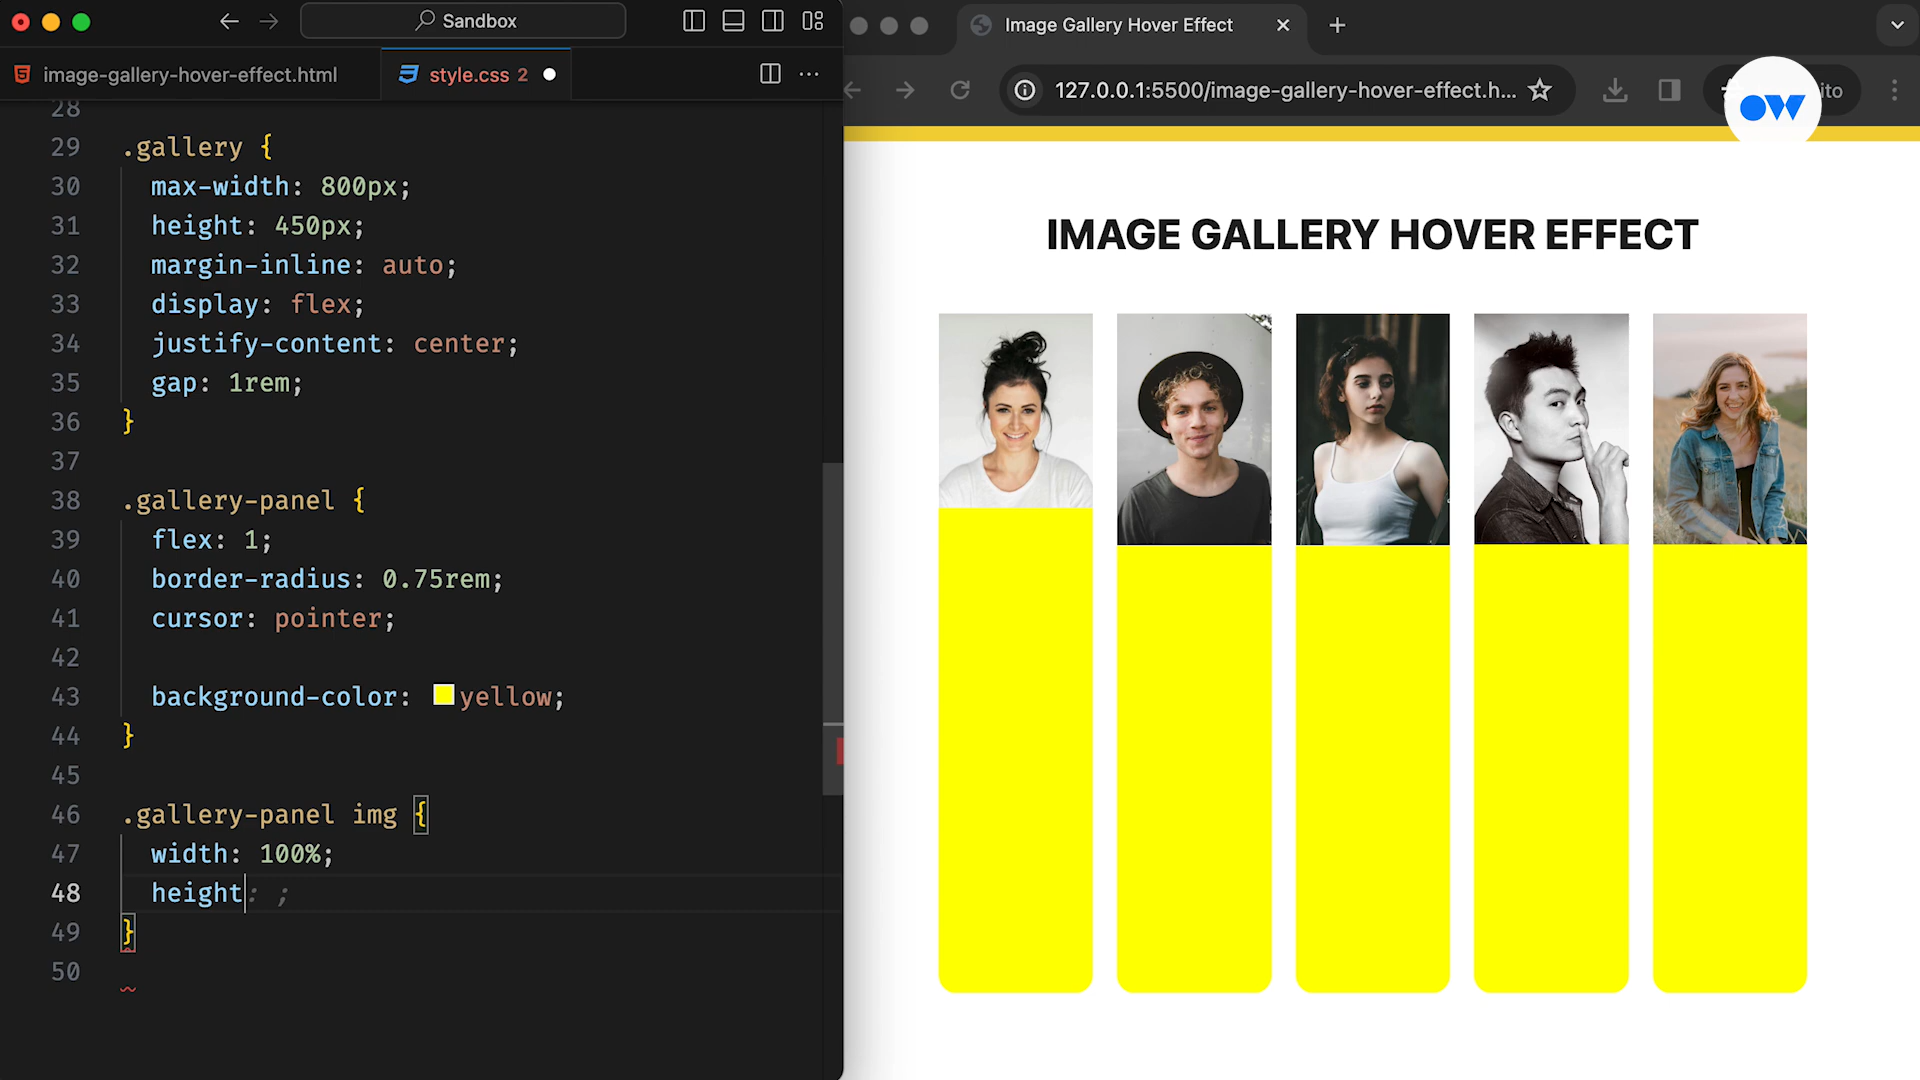 Sandbox
image-gallery-hover-effect.html
style.css 2
28
29 .gallery {
30 max-width: 800px;
31 height: 450px;
32 margin-inline: auto;
33 display: flex;
34 justify-content: center;
35 gap: 1rem;
36 }
37
38 .gallery-panel {
39 flex: 1;
40 border-radius: 0.75rem;
41 cursor: pointer;
42
43 background-color: yellow;
44 }
45
46 .gallery-panel img {
47 width: 100%;
48 height: ;
49 }
50
Image Gallery Hover Effect
127.0.0.1:5500/image-gallery-hover-effect.h...
ito
OW
IMAGE GALLERY HOVER EFFECT